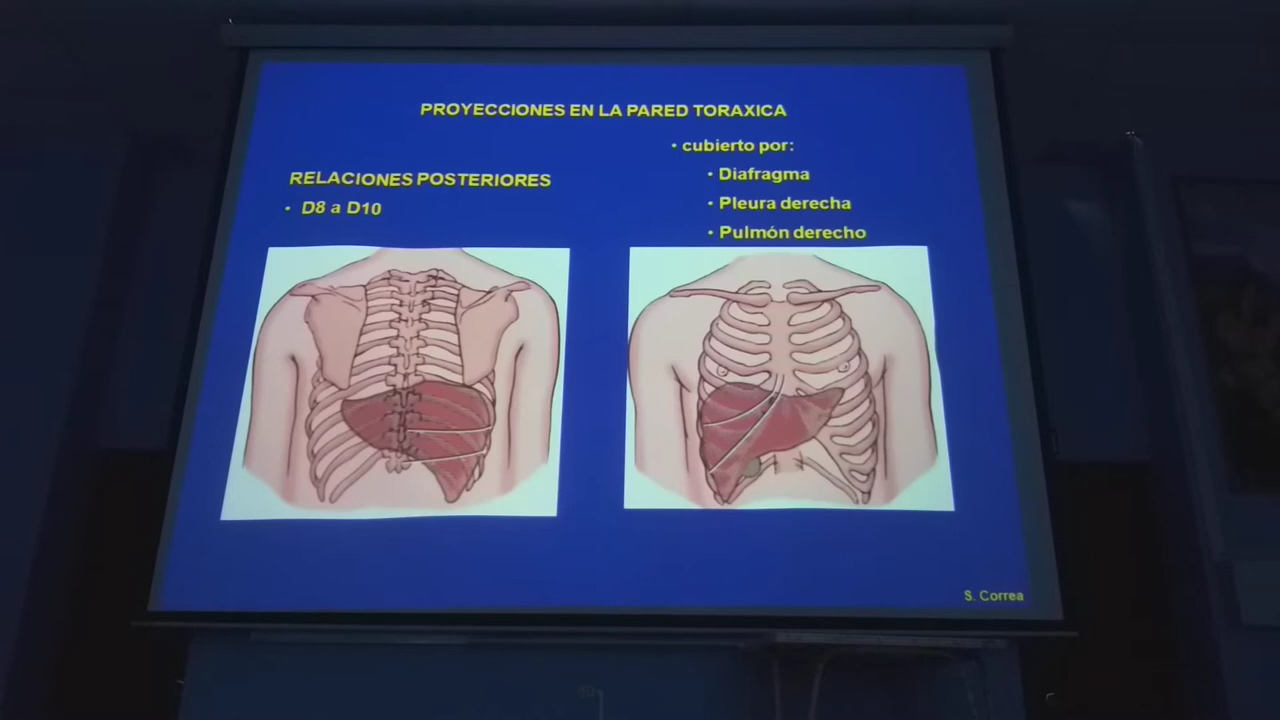 PROYECCIONES EN LA PARED TORAXICA
RELACIONES POSTERIORES
• D8 a D10
• cubierto por:
• Diafragma
• Pleura derecha
• Pulmón derecho
S. Correa